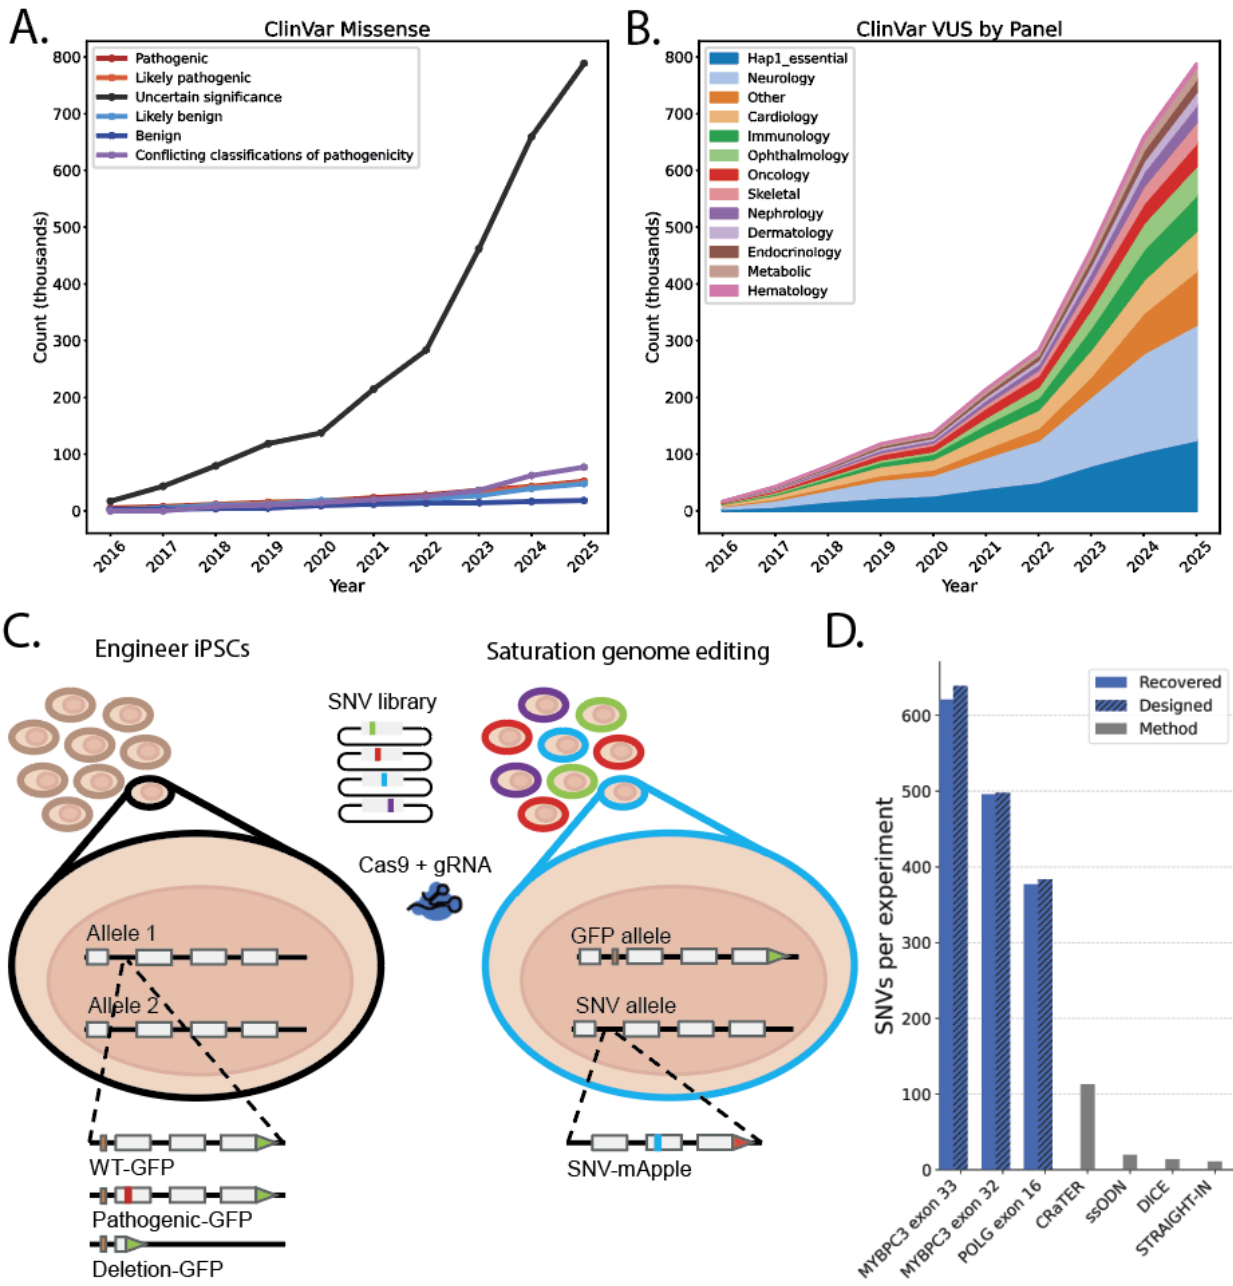 A.
ClinVar Missense
Count (thousands)
800
700
600
500
400
300
200
100
0
Pathogenic
Likely pathogenic
Uncertain significance
Likely benign
Benign
Conflicting classifications of pathogenicity
2016
2017
2018
2019
2020
2021
2022
2023
2024
2025
Year
B.
ClinVar VUS by Panel
Count (thousands)
800
700
600
500
400
300
200
100
0
Hap1_essential
Neurology
Other
Cardiology
Immunology
Ophthalmology
Oncology
Skeletal
Nephrology
Dermatology
Endocrinology
Metabolic
Hematology
2016
2017
2018
2019
2020
2021
2022
2023
2024
2025
Year
C.
Engineer iPSCs
SNV library
Saturation genome editing
Cas9 + gRNA
Allele 1
Allele 2
WT-GFP
Pathogenic-GFP
Deletion-GFP
GFP allele
SNV allele
SNV-mApple
D.
SNVs per experiment
600
500
400
300
200
100
0
Recovered
Designed
Method
MYBPC3 exon 33
MYBPC3 exon 32
POLG exon 16
CRaTER
ssODN
DICE
STRAIGHT-IN